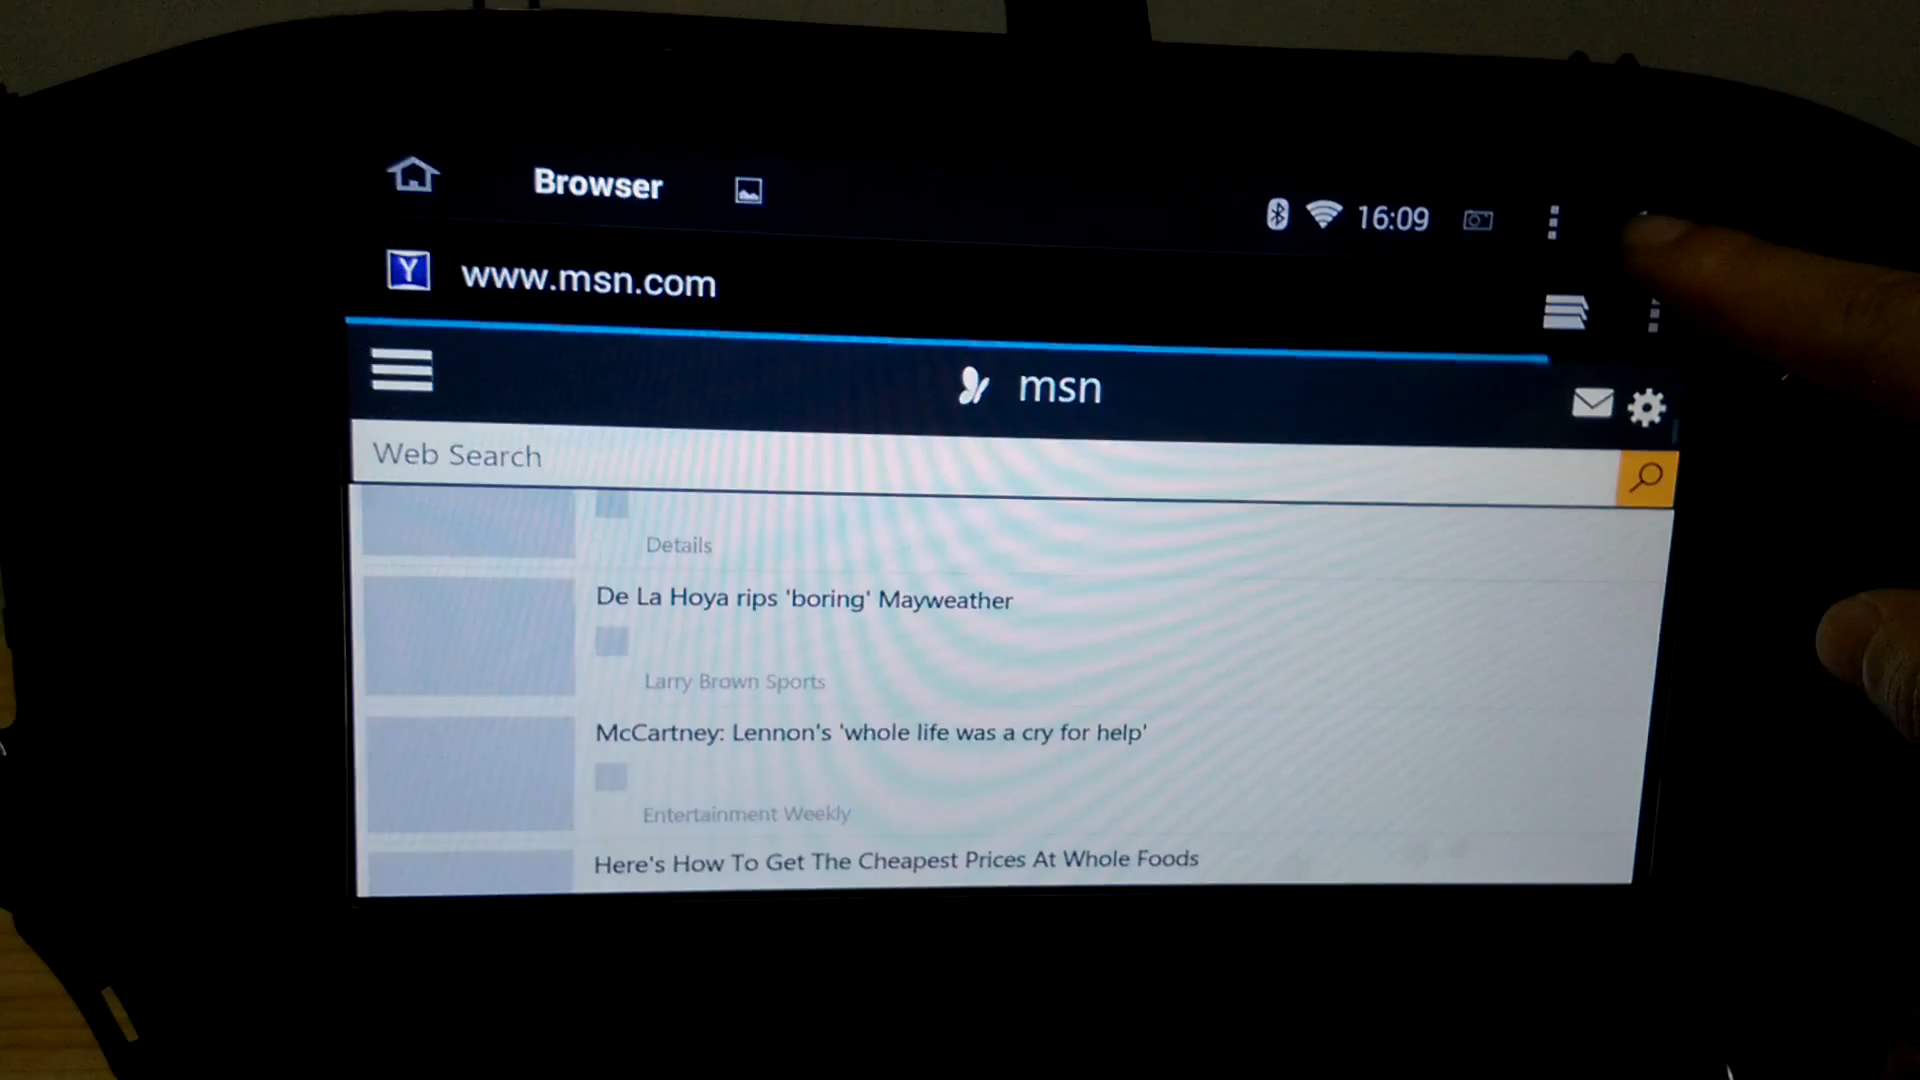 Browser
16:09
Y www.msn.com
msn
Web Search
Details
De La Hoya rips 'boring' Mayweather
Larry Brown Sports
McCartney: Lennon's 'whole life was a cry for help'
Entertainment Weekly
Here's How To Get The Cheapest Prices At Whole Foods